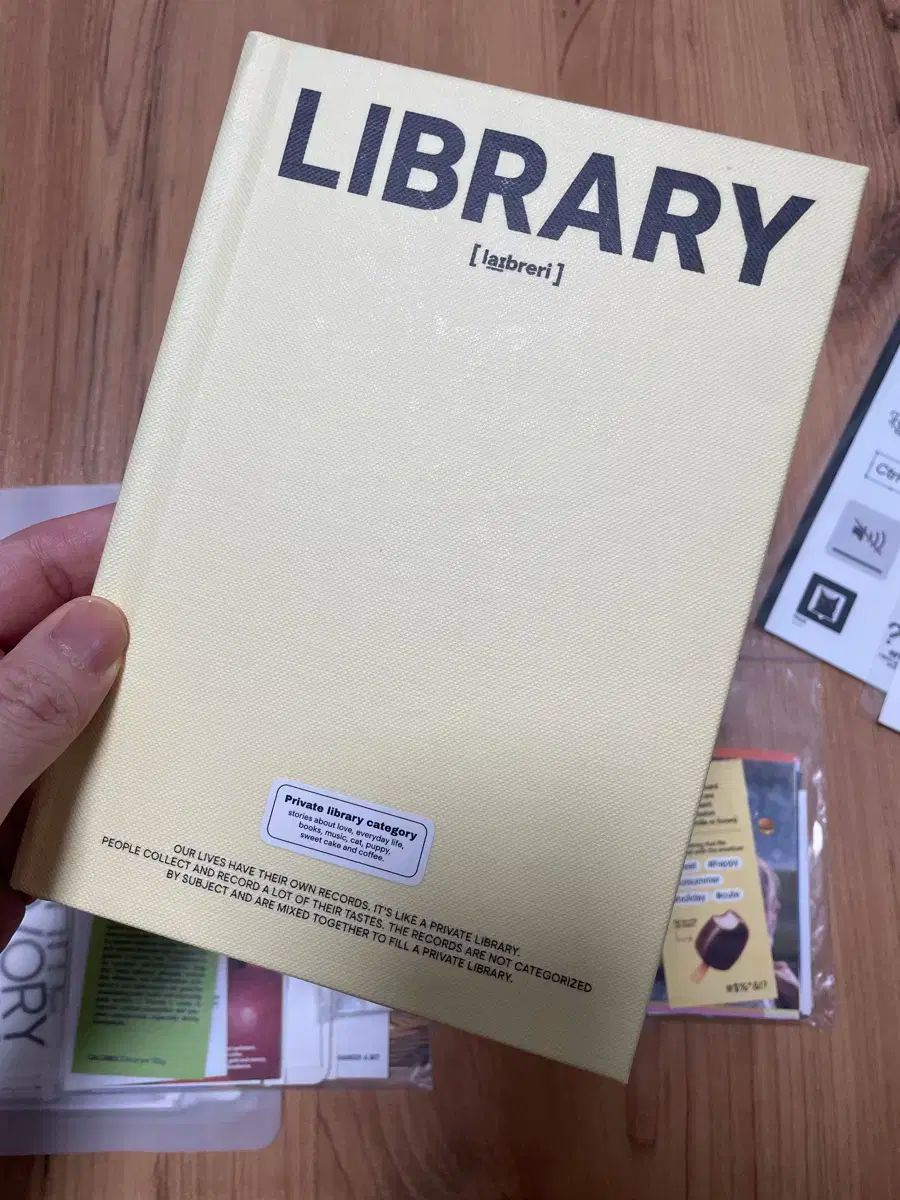 LIBRARY
[laɪbreri]
Private library category
stories about love, everyday life,
books, music, cat, puppy,
sweet cake and coffee.
OUR LIVES HAVE THEIR OWN RECORDS. IT'S LIKE A PRIVATE LIBRARY.
PEOPLE COLLECT AND RECORD A LOT OF THEIR TASTES. THE RECORDS ARE NOT CATEGORIZED
BY SUBJECT AND ARE MIXED TOGETHER TO FILL A PRIVATE LIBRARY.
#happy
#cute
#$%*&!?